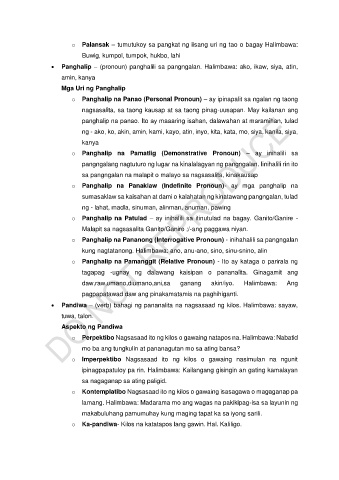 o Palansak – tumutukoy sa pangkat ng iisang uri ng tao o bagay Halimbawa:
Buwig, kumpol, tumpok, hukbo, lahi
• Panghalip – (pronoun) panghalili sa pangngalan. Halimbawa: ako, ikaw, siya, atin,
amin, kanya
Mga Uri ng Panghalip
o Panghalip na Panao (Personal Pronoun) – ay ipinapalit sa ngalan ng taong
nagsasalita, sa taong kausap at sa taong pinag-uusapan. May kailanan ang
panghalip na panao. Ito ay maaaring isahan, dalawahan at maramihan, tulad
ng - ako, ko, akin, amin, kami, kayo, atin, inyo, kita, kata, mo, siya, kanila, siya,
kanya
o Panghalip na Pamatlig (Demonstrative Pronoun) – ay inihalili sa
pangngalang nagtuturo ng lugar na kinalalagyan ng pangngalan. Iinihalili rin ito
sa pangngalan na malapit o malayo sa nagsasalita, kinakausap
o Panghalip na Panaklaw (Indefinite Pronoun)- ay mga panghalip na
sumasaklaw sa kaisahan at dami o kalahatan ng kinatawang pangngalan, tulad
ng - lahat, madla, sinuman, alinman, anuman, pawing
o Panghalip na Patulad – ay inihalili sa itinutulad na bagay. Ganito/Ganire -
Malapit sa nagsasalita Ganito/Ganire :/-ang paggawa niyan.
o Panghalip na Pananong (Interrogative Pronoun) - inihahalili sa pangngalan
kung nagtatanong. Halimbawa: ano, anu-ano, sino, sinu-snino, alin
o Panghalip na Pamanggit (Relative Pronoun) - Ito ay kataga o parirala ng
tagapag -ugnay ng dalawang kaisipan o pananalita. Ginagamit ang
daw,raw,umano,diumano,ani,sa ganang akin/iyo. Halimbawa: Ang
pagpapatawad daw ang pinakamatamis na paghihiganti.
• Pandiwa – (verb) bahagi ng pananalita na nagsasaad ng kilos. Halimbawa: sayaw,
tuwa, talon.
Aspekto ng Pandiwa
o Perpektibo Nagsasaad ito ng kilos o gawaing natapos na. Halimbawa: Nabatid
mo ba ang tungkulin at pananagutan mo sa ating bansa?
o Imperpektibo Nagsasaad ito ng kilos o gawaing nasimulan na ngunit
ipinagpapatuloy pa rin. Halimbawa: Kailangang gisingin an gating kamalayan
sa nagaganap sa ating paligid.
o Kontemplatibo Nagsasaad ito ng kilos o gawaing isasagawa o magaganap pa
lamang. Halimbawa: Madarama mo ang wagas na pakikipag-isa sa layunin ng
makabuluhang pamumuhay kung maging tapat ka sa iyong sarili.
o Ka-pandiwa- Kilos na katatapos lang gawin. Hal. Kaliligo.